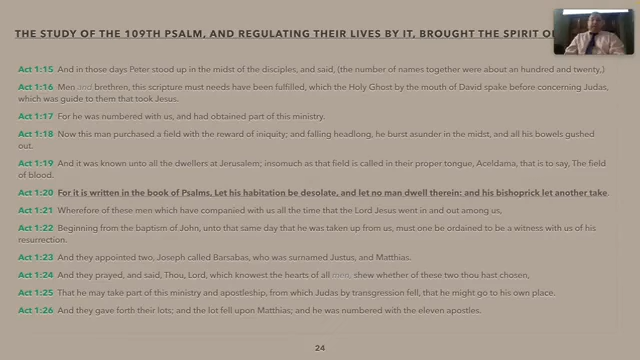 THE STUDY OF THE 109TH PSALM, AND REGULATING THEIR LIVES BY IT, BROUGHT THE SPIRIT
Act 1:15 And in those days Peter stood up in the midst of the disciples, and said, (the number of names together were about an hundred and twenty,)
Act 1:16 Men and brethren, this scripture must needs have been fulfilled, which the Holy Ghost by the mouth of David spake before concerning Judas,
which was guide to them that took Jesus.
Act 1:17 For he was numbered with us, and had obtained part of this ministry.
Act 1:18 Now this man purchased a field with the reward of iniquity; and falling headlong, he burst asunder in the midst, and all his bowels gushed
out.
Act 1:19 And it was known unto all the dwellers at Jerusalem; insomuch as that field is called in their proper tongue, Aceldama, that is to say, The field
of blood.
Act 1:20 For it is written in the book of Psalms, Let his habitation be desolate, and let no man dwell therein: and his bishoprick let another take.
Act 1:21 Wherefore of these men which have companied with us all the time that the Lord Jesus went in and out among us,
Act 1:22 Beginning from the baptism of John, unto that same day that he was taken up from us, must one be ordained to be a witness with us of his
resurrection.
Act 1:23 And they appointed two, Joseph called Barsabas, who was surnamed Justus, and Matthias.
Act 1:24 And they prayed, and said, Thou, Lord, which knowest the hearts of all men, shew whether of these two thou hast chosen,
Act 1:25 That he may take part of this ministry and apostleship, from which Judas by transgression fell, that he might go to his own place.
Act 1:26 And they gave forth their lots; and the lot fell upon Matthias; and he was numbered with the eleven apostles.
24